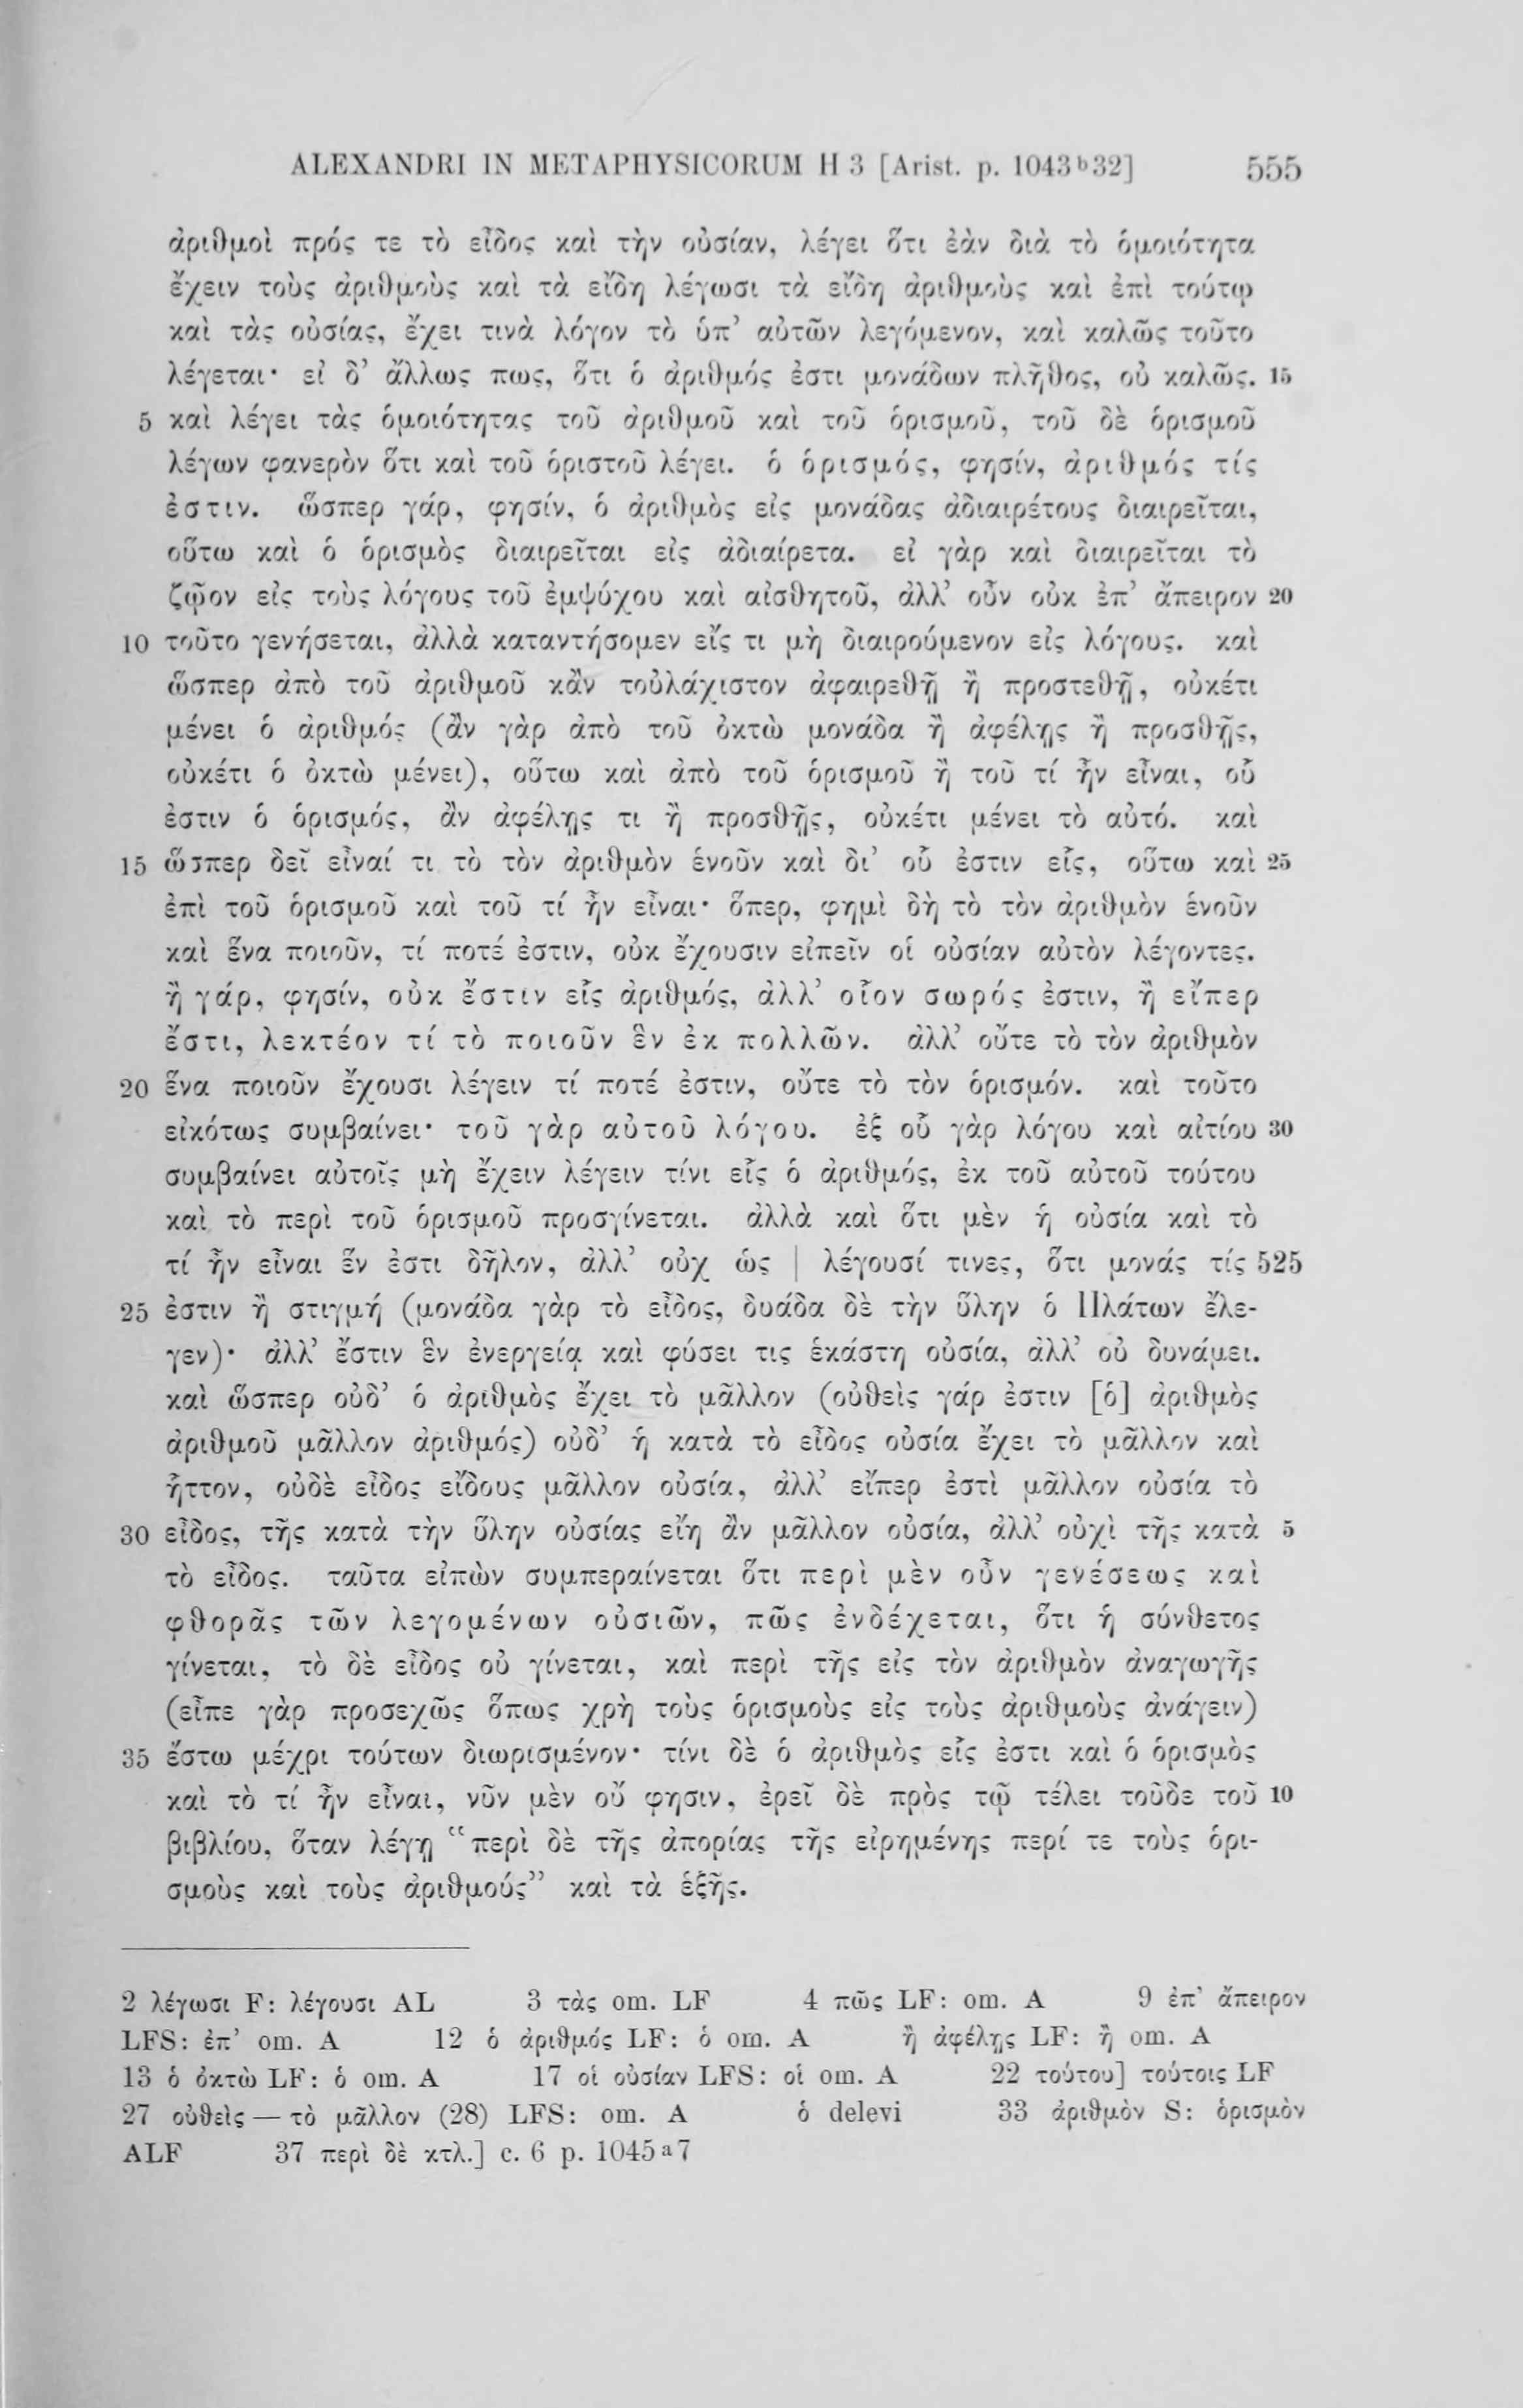 ALEXANDRI IN METAPHYSICORUM H 3 [Arist. p. 1043ᵇ32] 555
ἀριθμοὶ πρός τε τὸ εἶδος καὶ τὴν οὐσίαν, λέγει ὅτι ἐὰν διὰ τὸ ὁμοιότητα
ἔχειν τοὺς ἀριθμοὺς καὶ τὰ εἴδη λέγωσι τὰ εἴδη ἀριθμοὺς καὶ ἐπὶ τούτῳ
καὶ τὰς οὐσίας, ἔχει τινὰ λόγον τὸ ὑπ’ αὐτῶν λεγόμενον, καὶ καλῶς τοῦτο
λέγεται· εἰ δ’ ἄλλως πως, ὅτι ὁ ἀριθμός ἐστι μονάδων πλῆθος, οὐ καλῶς. 15
5 καὶ λέγει τὰς ὁμοιότητας τοῦ ἀριθμοῦ καὶ τοῦ ὁρισμοῦ, τοῦ δὲ ὁρισμοῦ
λέγων φανερὸν ὅτι καὶ τοῦ ὁριστοῦ λέγει. ὁ ὁρισμός, φησίν, ἀριθμός τίς
ἐστιν. ὥσπερ γάρ, φησίν, ὁ ἀριθμὸς εἰς μονάδας ἀδιαιρέτους διαιρεῖται,
οὕτω καὶ ὁ ὁρισμὸς διαιρεῖται εἰς ἀδιαίρετα. εἰ γὰρ καὶ διαιρεῖται τὸ
ζῷον εἰς τοὺς λόγους τοῦ ἐμψύχου καὶ αἰσθητοῦ, ἀλλ’ οὖν οὐκ ἐπ’ ἄπειρον 20
10 τοῦτο γενήσεται, ἀλλὰ καταντήσομεν εἴς τι μὴ διαιρούμενον εἰς λόγους. καὶ
ὥσπερ ἀπὸ τοῦ ἀριθμοῦ κἂν τοὐλάχιστον ἀφαιρεθῇ ἢ προστεθῇ, οὐκέτι
μένει ὁ ἀριθμός (ἂν γὰρ ἀπὸ τοῦ ὀκτὼ μονάδα ἢ ἀφέλῃς ἢ προσθῇς,
οὐκέτι ὁ ὀκτὼ μένει), οὕτω καὶ ἀπὸ τοῦ ὁρισμοῦ ἢ τοῦ τί ἦν εἶναι, οὗ
ἐστιν ὁ ὁρισμός, ἂν ἀφέλῃς τι ἢ προσθῇς, οὐκέτι μένει τὸ αὐτό. καὶ
15 ὥσπερ δεῖ εἶναί τι τὸ τὸν ἀριθμὸν ἑνοῦν καὶ δι’ οὗ ἐστιν εἷς, οὕτω καὶ 25
ἐπὶ τοῦ ὁρισμοῦ καὶ τοῦ τί ἦν εἶναι· ὅπερ, φημὶ δὴ τὸ τὸν ἀριθμὸν ἑνοῦν
καὶ ἕνα ποιοῦν, τί ποτέ ἐστιν, οὐκ ἔχουσιν εἰπεῖν οἱ οὐσίαν αὐτὸν λέγοντες.
ἢ γάρ, φησίν, οὐκ ἔστιν εἷς ἀριθμός, ἀλλ’ οἷον σωρός ἐστιν, ἢ εἴπερ
ἔστι, λεκτέον τί τὸ ποιοῦν ἓν ἐκ πολλῶν. ἀλλ’ οὔτε τὸ τὸν ἀριθμὸν
20 ἕνα ποιοῦν ἔχουσι λέγειν τί ποτέ ἐστιν, οὔτε τὸ τὸν ὁρισμόν. καὶ τοῦτο
εἰκότως συμβαίνει· τοῦ γὰρ αὐτοῦ λόγου. ἐξ οὗ γὰρ λόγου καὶ αἰτίου 30
συμβαίνει αὐτοῖς μὴ ἔχειν λέγειν τίνι εἷς ὁ ἀριθμός, ἐκ τοῦ αὐτοῦ τούτου
καὶ τὸ περὶ τοῦ ὁρισμοῦ προσγίνεται. ἀλλὰ καὶ ὅτι μὲν ἡ οὐσία καὶ τὸ
τί ἦν εἶναι ἕν ἐστι δῆλον, ἀλλ’ οὐχ ὡς | λέγουσί τινες, ὅτι μονάς τίς 525
25 ἐστιν ἢ στιγμή (μονάδα γὰρ τὸ εἶδος, δυάδα δὲ τὴν ὕλην ὁ Πλάτων ἔλε-
γεν)· ἀλλ’ ἔστιν ἓν ἐνεργείᾳ καὶ φύσει τις ἑκάστη οὐσία, ἀλλ’ οὐ δυνάμει.
καὶ ὥσπερ οὐδ’ ὁ ἀριθμὸς ἔχει τὸ μᾶλλον (οὐθεὶς γάρ ἐστιν [ὁ] ἀριθμὸς
ἀριθμοῦ μᾶλλον ἀριθμός) οὐδ’ ἡ κατὰ τὸ εἶδος οὐσία ἔχει τὸ μᾶλλον καὶ
ἧττον, οὐδὲ εἶδος εἴδους μᾶλλον οὐσία, ἀλλ’ εἴπερ ἐστὶ μᾶλλον οὐσία τὸ
30 εἶδος, τῆς κατὰ τὴν ὕλην οὐσίας εἴη ἂν μᾶλλον οὐσία, ἀλλ’ οὐχὶ τῆς κατὰ 5
τὸ εἶδος. ταῦτα εἰπὼν συμπεραίνεται ὅτι περὶ μὲν οὖν γενέσεως καὶ
φθορᾶς τῶν λεγομένων οὐσιῶν, πῶς ἐνδέχεται, ὅτι ἡ σύνθετος
γίνεται, τὸ δὲ εἶδος οὐ γίνεται, καὶ περὶ τῆς εἰς τὸν ἀριθμὸν ἀναγωγῆς
(εἶπε γὰρ προσεχῶς ὅπως χρὴ τοὺς ὁρισμοὺς εἰς τοὺς ἀριθμοὺς ἀνάγειν)
35 ἔστω μέχρι τούτων διωρισμένον· τίνι δὲ ὁ ἀριθμὸς εἷς ἐστι καὶ ὁ ὁρισμὸς
καὶ τὸ τί ἦν εἶναι, νῦν μὲν οὔ φησιν, ἐρεῖ δὲ πρὸς τῷ τέλει τοῦδε τοῦ 10
βιβλίου, ὅταν λέγῃ “περὶ δὲ τῆς ἀπορίας τῆς εἰρημένης περί τε τοὺς ὁρι-
σμοὺς καὶ τοὺς ἀριθμούς” καὶ τὰ ἑξῆς.
2 λέγωσι F: λέγουσι AL 3 τὰς om. LF 4 πῶς LF: om. A 9 ἐπ’ ἄπειρον
LFS: ἐπ’ om. A 12 ὁ ἀριθμός LF: ὁ om. A ἢ ἀφέλῃς LF: ἢ om. A
13 ὁ ὀκτὼ LF: ὁ om. A 17 οἱ οὐσίαν LFS: οἱ om. A 22 τούτου] τούτοις LF
27 οὐθεὶς — τὸ μᾶλλον (28) LFS: om. A ὁ delevi 33 ἀριθμὸν S: ὁρισμὸν
ALF 37 περὶ δὲ κτλ.] c. 6 p. 1045ᵃ7